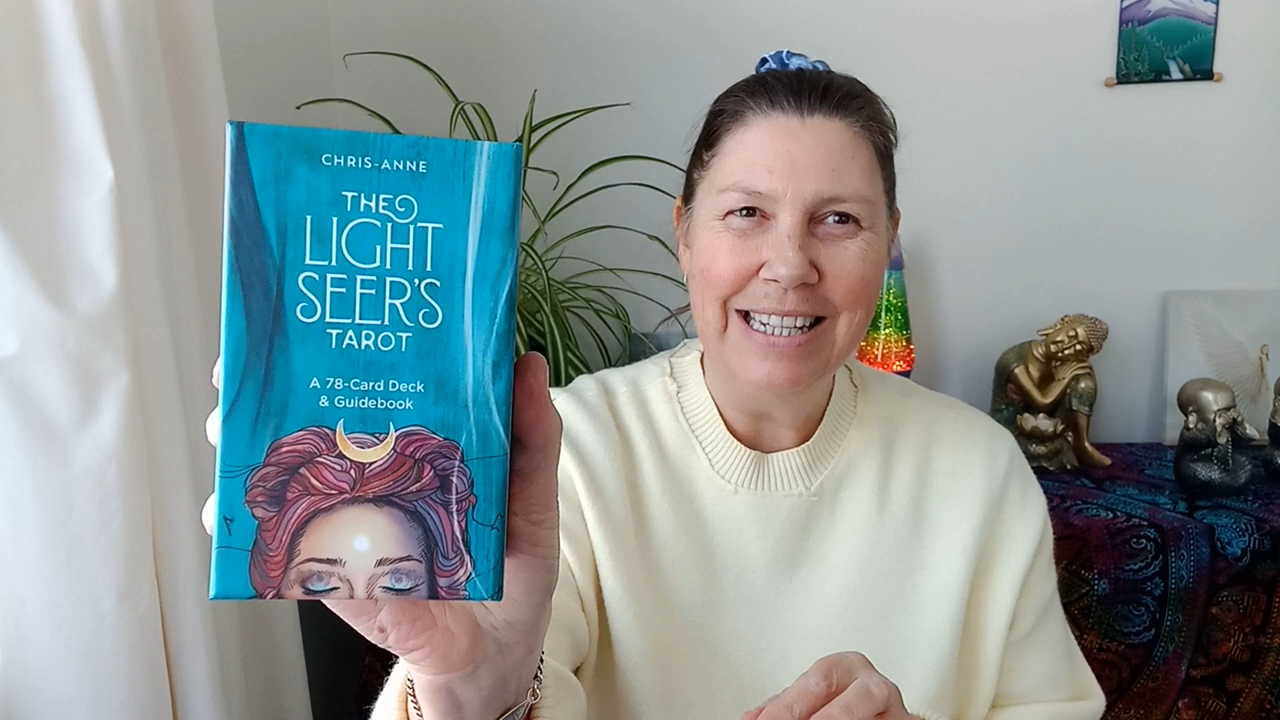 CHRIS-ANNE
THE
LIGHT
SEER'S
TAROT
A 78-Card Deck
& Guidebook